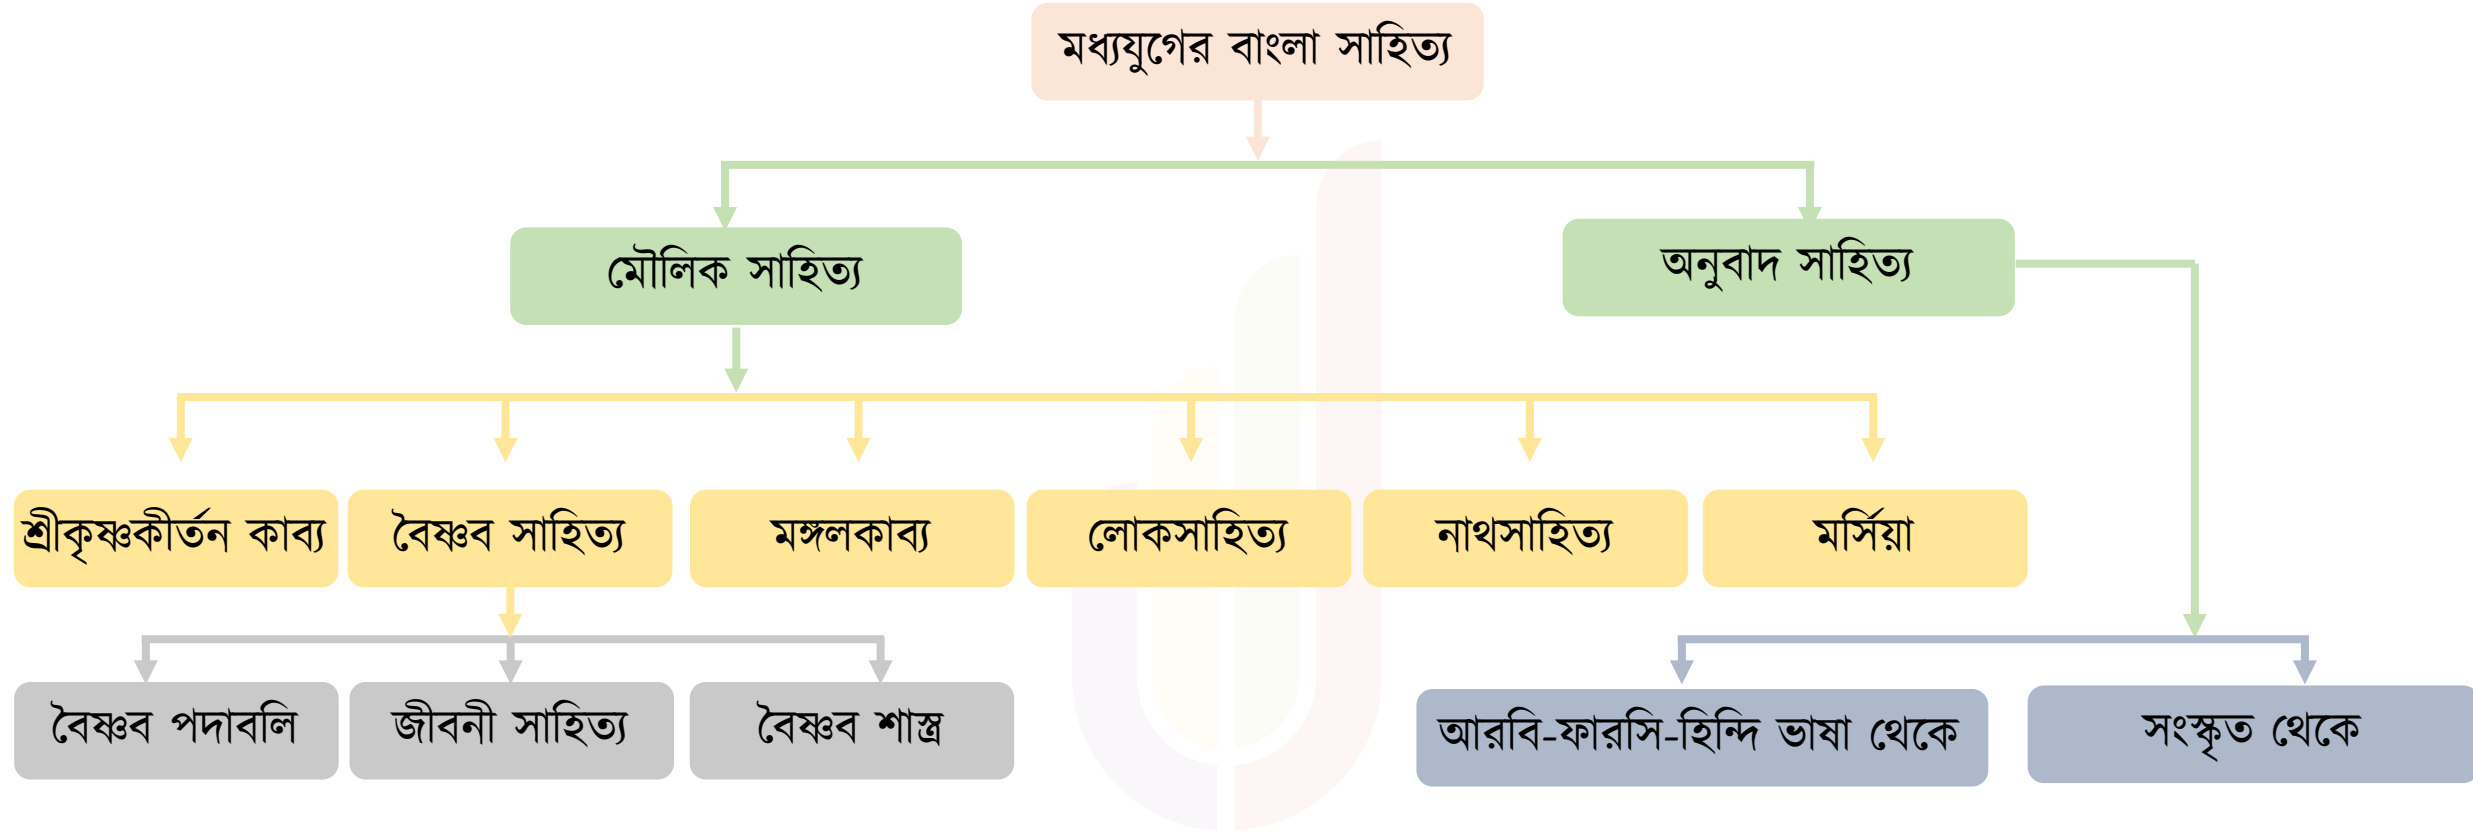 মধ্যযুগের বাংলা সাহিত্য
মৌলিক সাহিত্য
অনুবাদ সাহিত্য
শ্রীকৃষ্ণকীর্তন কাব্য
বৈষ্ণব সাহিত্য
মঙ্গলকাব্য
লোকসাহিত্য
নাথসাহিত্য
মর্সিয়া
বৈষ্ণব পদাবলি
জীবনী সাহিত্য
বৈষ্ণব শাস্ত্র
আরবি-ফারসি-হিন্দি ভাষা থেকে
সংস্কৃত থেকে